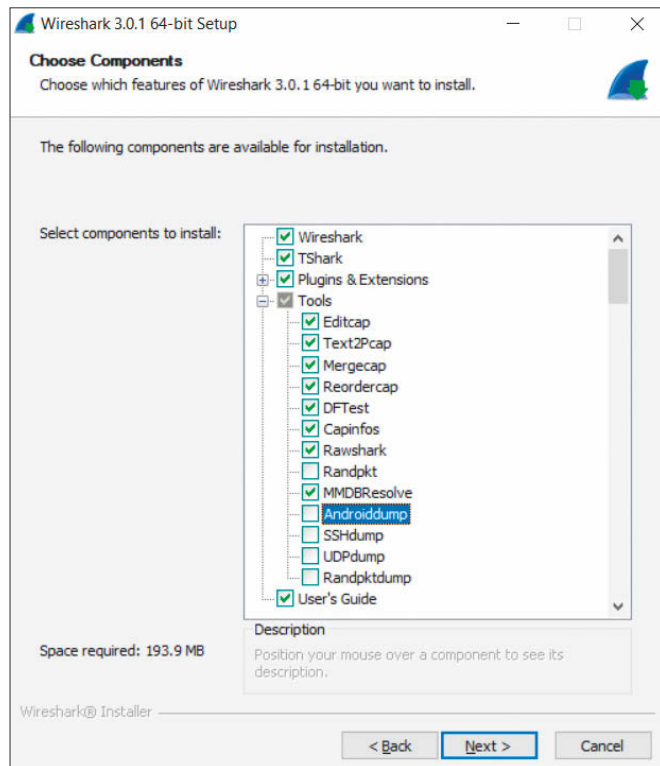 Wireshark 3.0.1 64-bit Setup
Choose Components
Choose which features of Wireshark 3.0.1 64-bit you want to install.
The following components are available for installation.
Select components to install:
Wireshark
TShark
Plugins & Extensions
Tools
Editcap
Text2Pcap
Mergecap
Reordercap
DFTest
Capinfos
Rawshark
Randpkt
MMDBResolve
Androiddump
SSHdump
UDPdump
Randpktdump
User's Guide
Space required: 193.9 MB
Description
Position your mouse over a component to see its
description.
Wireshark® Installer
< Back
Next >
Cancel